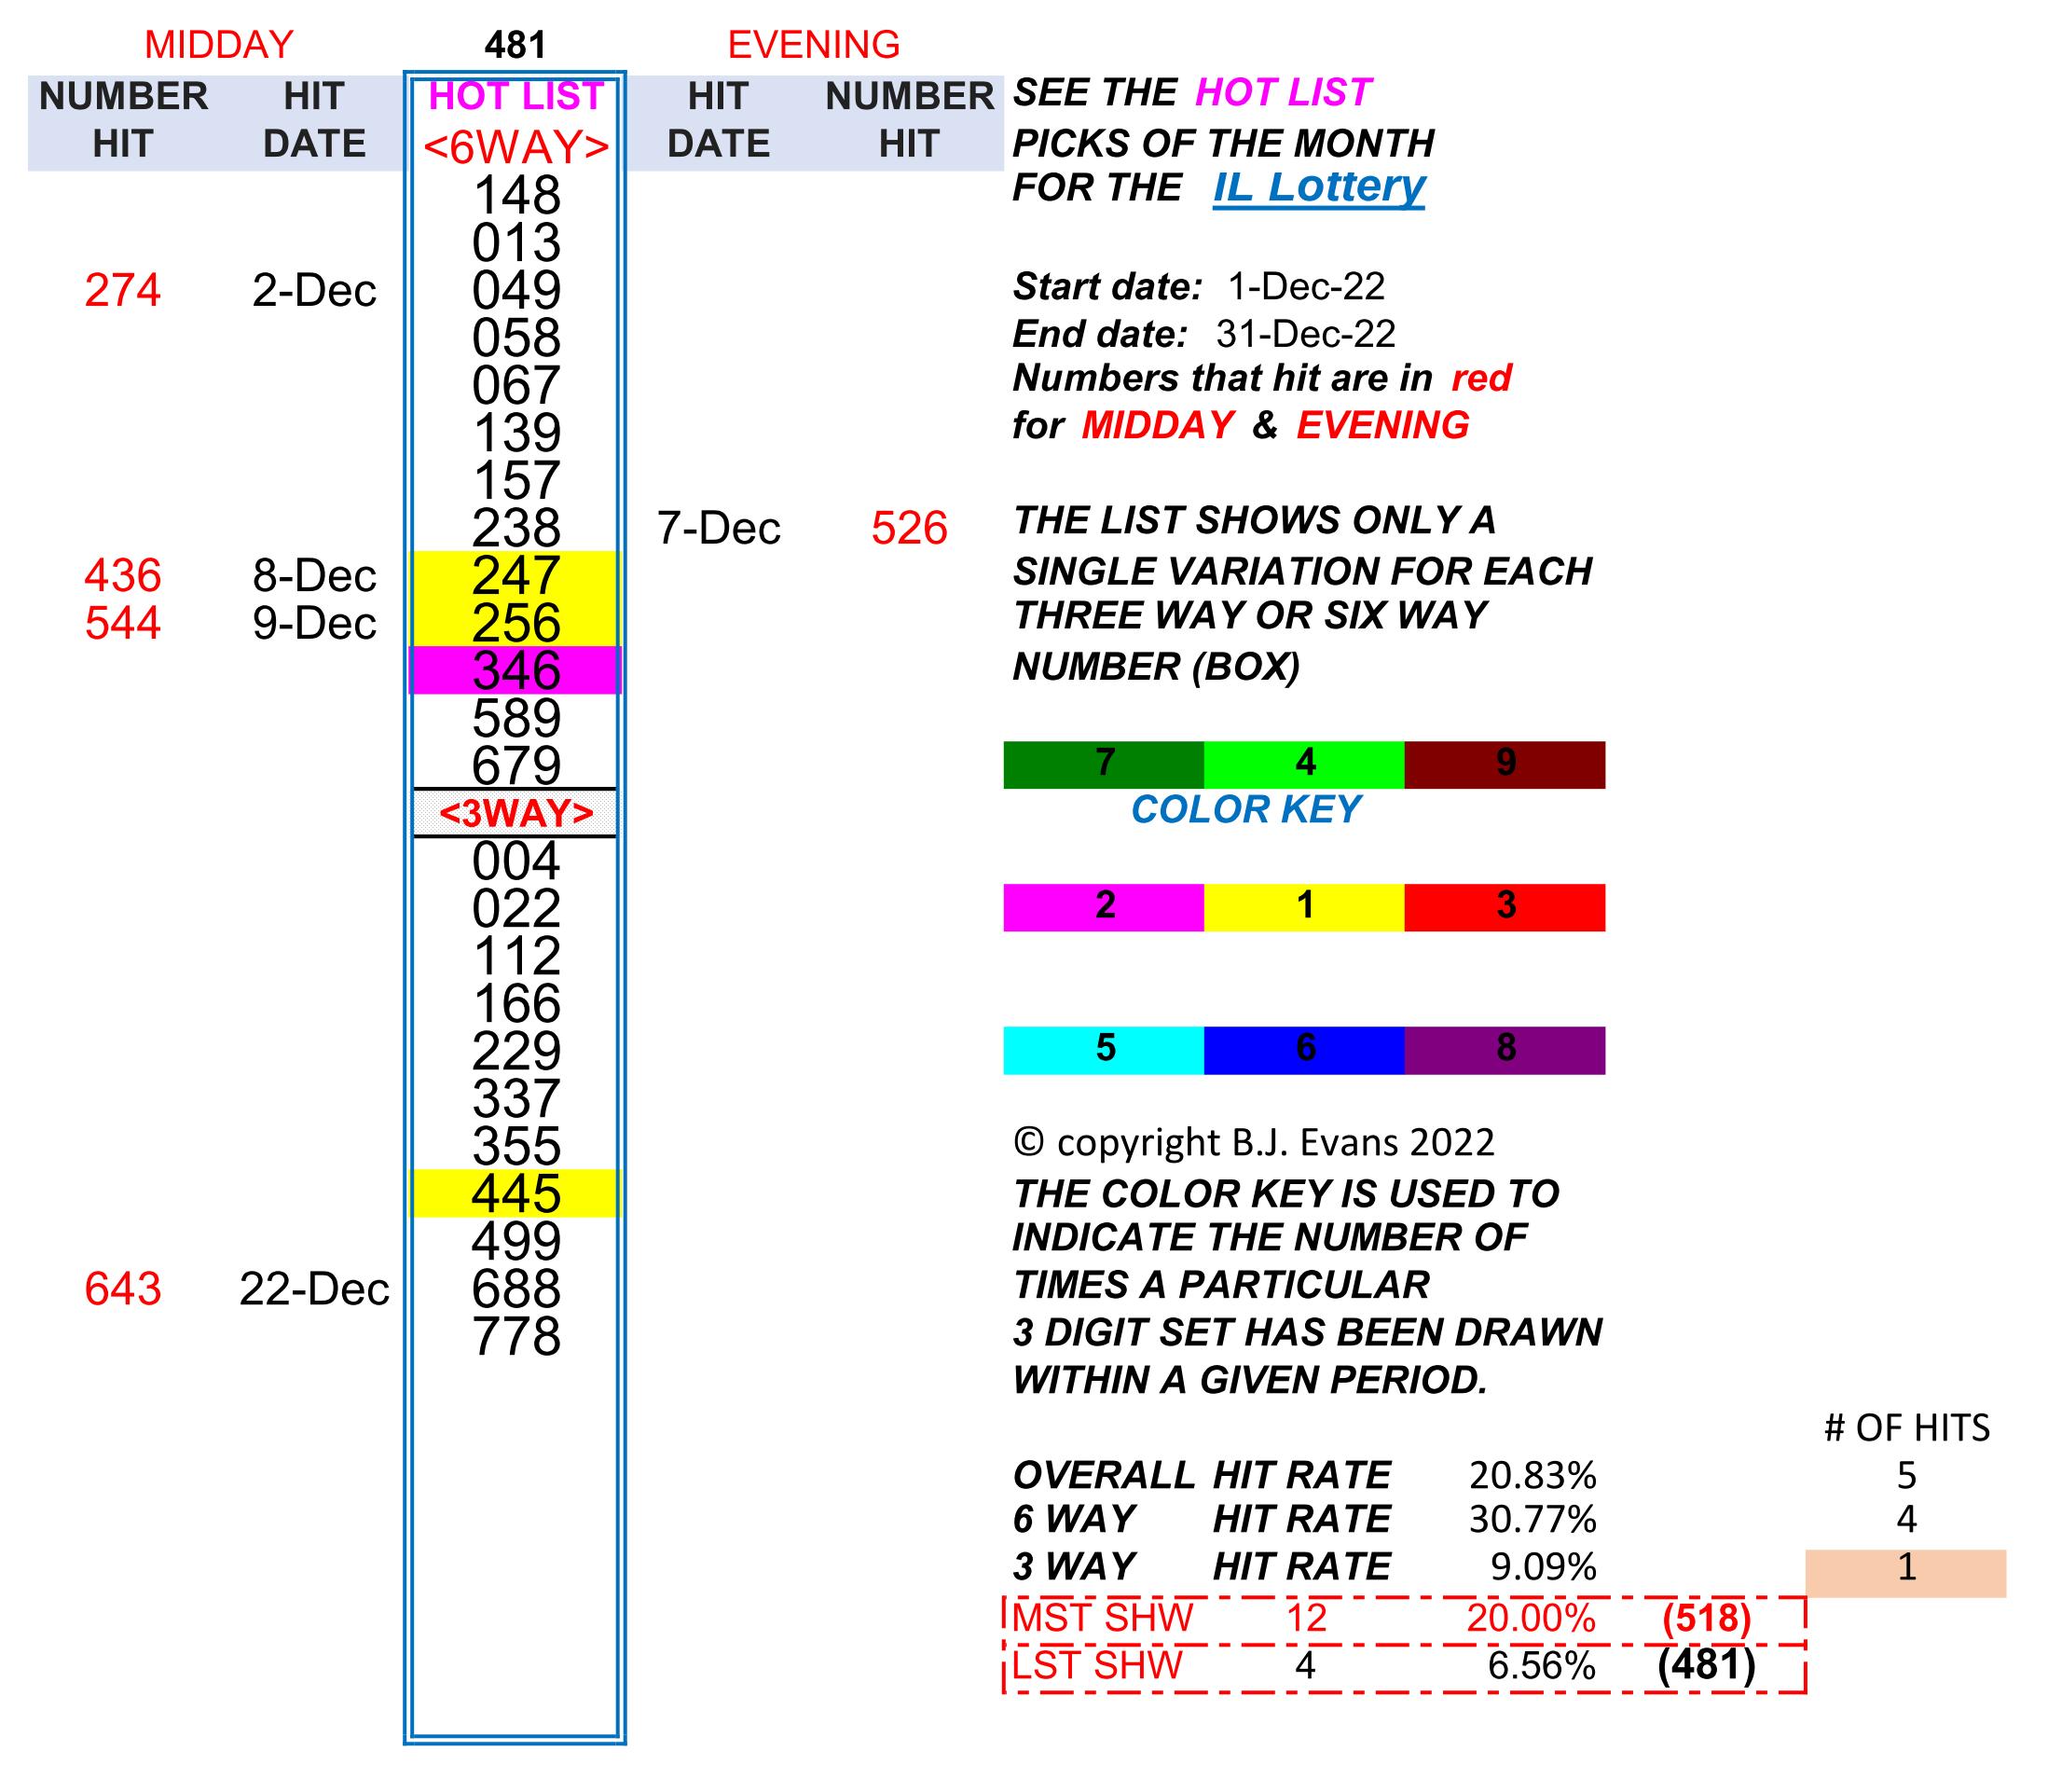 MIDDAY 481 EVENING
NUMBER HIT HOT LIST HIT NUMBER SEE THE HOT LIST
HIT DATE <6WAY> DATE HIT PICKS OF THE MONTH
148 FOR THE IL Lottery
013
274 2-Dec 049 Start date: 1-Dec-22
058 End date: 31-Dec-22
067 Numbers that hit are in red
139 for MIDDAY & EVENING
157
238 7-Dec 526 THE LIST SHOWS ONLY A
436 8-Dec 247 SINGLE VARIATION FOR EACH
544 9-Dec 256 THREE WAY OR SIX WAY
346 NUMBER (BOX)
589
679 7 4 9
<3WAY> COLOR KEY
004
022 2 1 3
112
166
229 5 6 8
337
355 © copyright B.J. Evans 2022
445 THE COLOR KEY IS USED TO
499 INDICATE THE NUMBER OF
643 22-Dec 688 TIMES A PARTICULAR
778 3 DIGIT SET HAS BEEN DRAWN
WITHIN A GIVEN PERIOD.
# OF HITS
OVERALL HIT RATE 20.83% 5
6 WAY HIT RATE 30.77% 4
3 WAY HIT RATE 9.09% 1
MST SHW 12 20.00% (518)
LST SHW 4 6.56% (481)